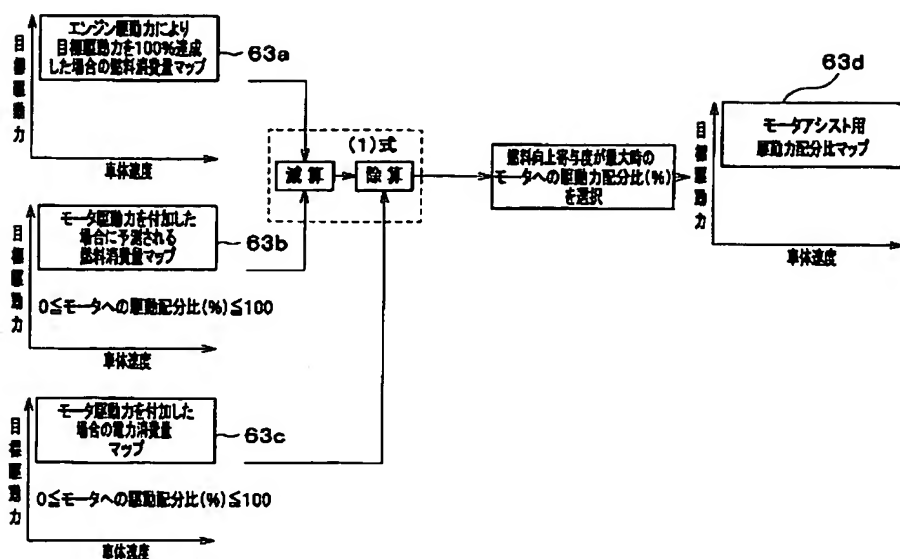 目標駆動力
エンジン駆動力により
目標駆動力を100%達成
した場合の燃料消費量マップ
63a
車体速度
目標駆動力
モータ駆動力を付加した
場合に予測される
燃料消費量マップ
63b
0≦モータへの駆動配分比(%)≦100
車体速度
目標駆動力
モータ駆動力を付加した
場合の電力消費量
マップ
63c
0≦モータへの駆動配分比(%)≦100
車体速度
(1)式
減算
除算
燃料向上寄与度が最大時の
モータへの駆動力配分比(%)
を選択
63d
目標駆動力
モータアシスト用
駆動力配分比マップ
車体速度